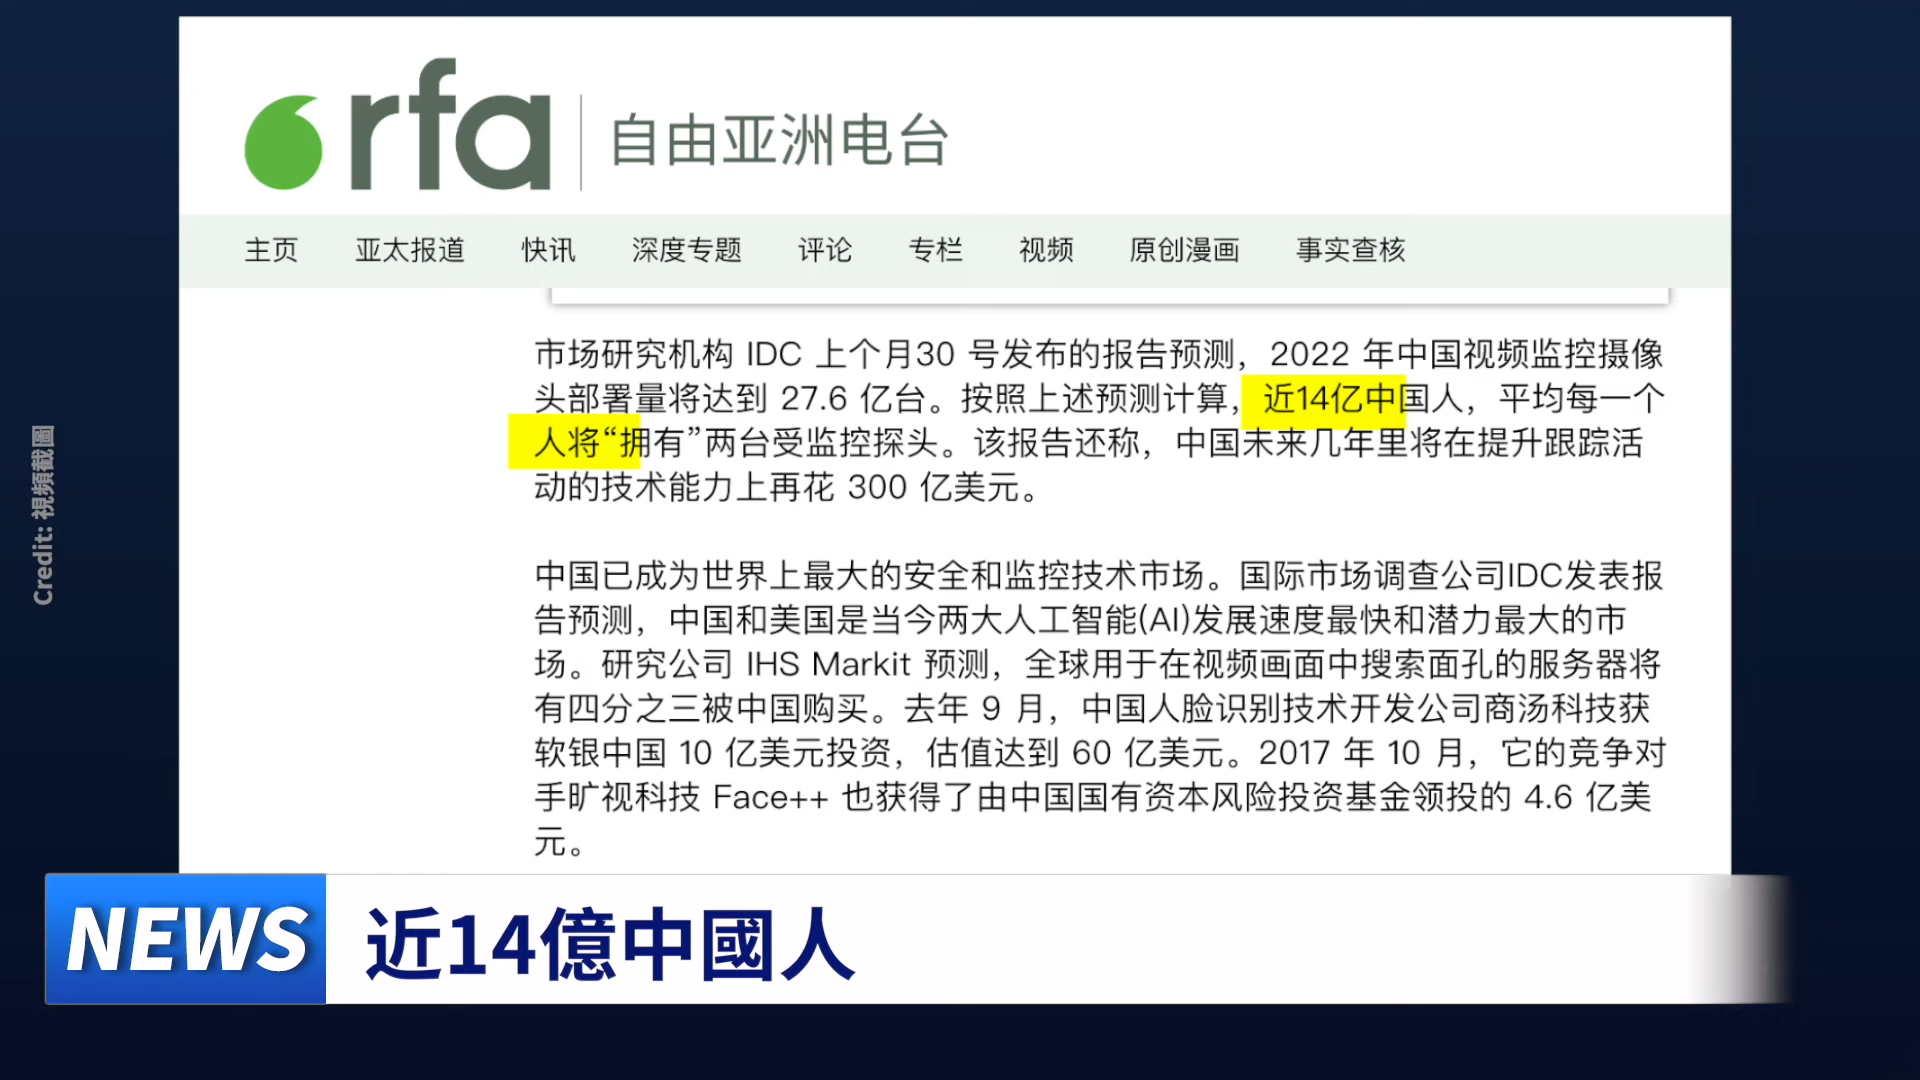 rfa 自由亚洲电台
主页 亚太报道 快讯 深度专题 评论 专栏 视频 原创漫画 事实查核
市场研究机构 IDC 上个月30 号发布的报告预测，2022 年中国视频监控摄像
头部署量将达到 27.6 亿台。按照上述预测计算，近14亿中国人，平均每一个
人将“拥有”两台受监控探头。该报告还称，中国未来几年里将在提升跟踪活
动的技术能力上再花 300 亿美元。
中国已成为世界上最大的安全和监控技术市场。国际市场调查公司IDC发表报
告预测，中国和美国是当今两大人工智能(AI)发展速度最快和潜力最大的市
场。研究公司 IHS Markit 预测，全球用于在视频画面中搜索面孔的服务器将
有四分之三被中国购买。去年 9 月，中国人脸识别技术开发公司商汤科技获
软银中国 10 亿美元投资，估值达到 60 亿美元。2017 年 10 月，它的竞争对
手旷视科技 Face++ 也获得了由中国国有资本风险投资基金领投的 4.6 亿美
元。
Credit: 視頻截圖
NEWS 近14億中國人